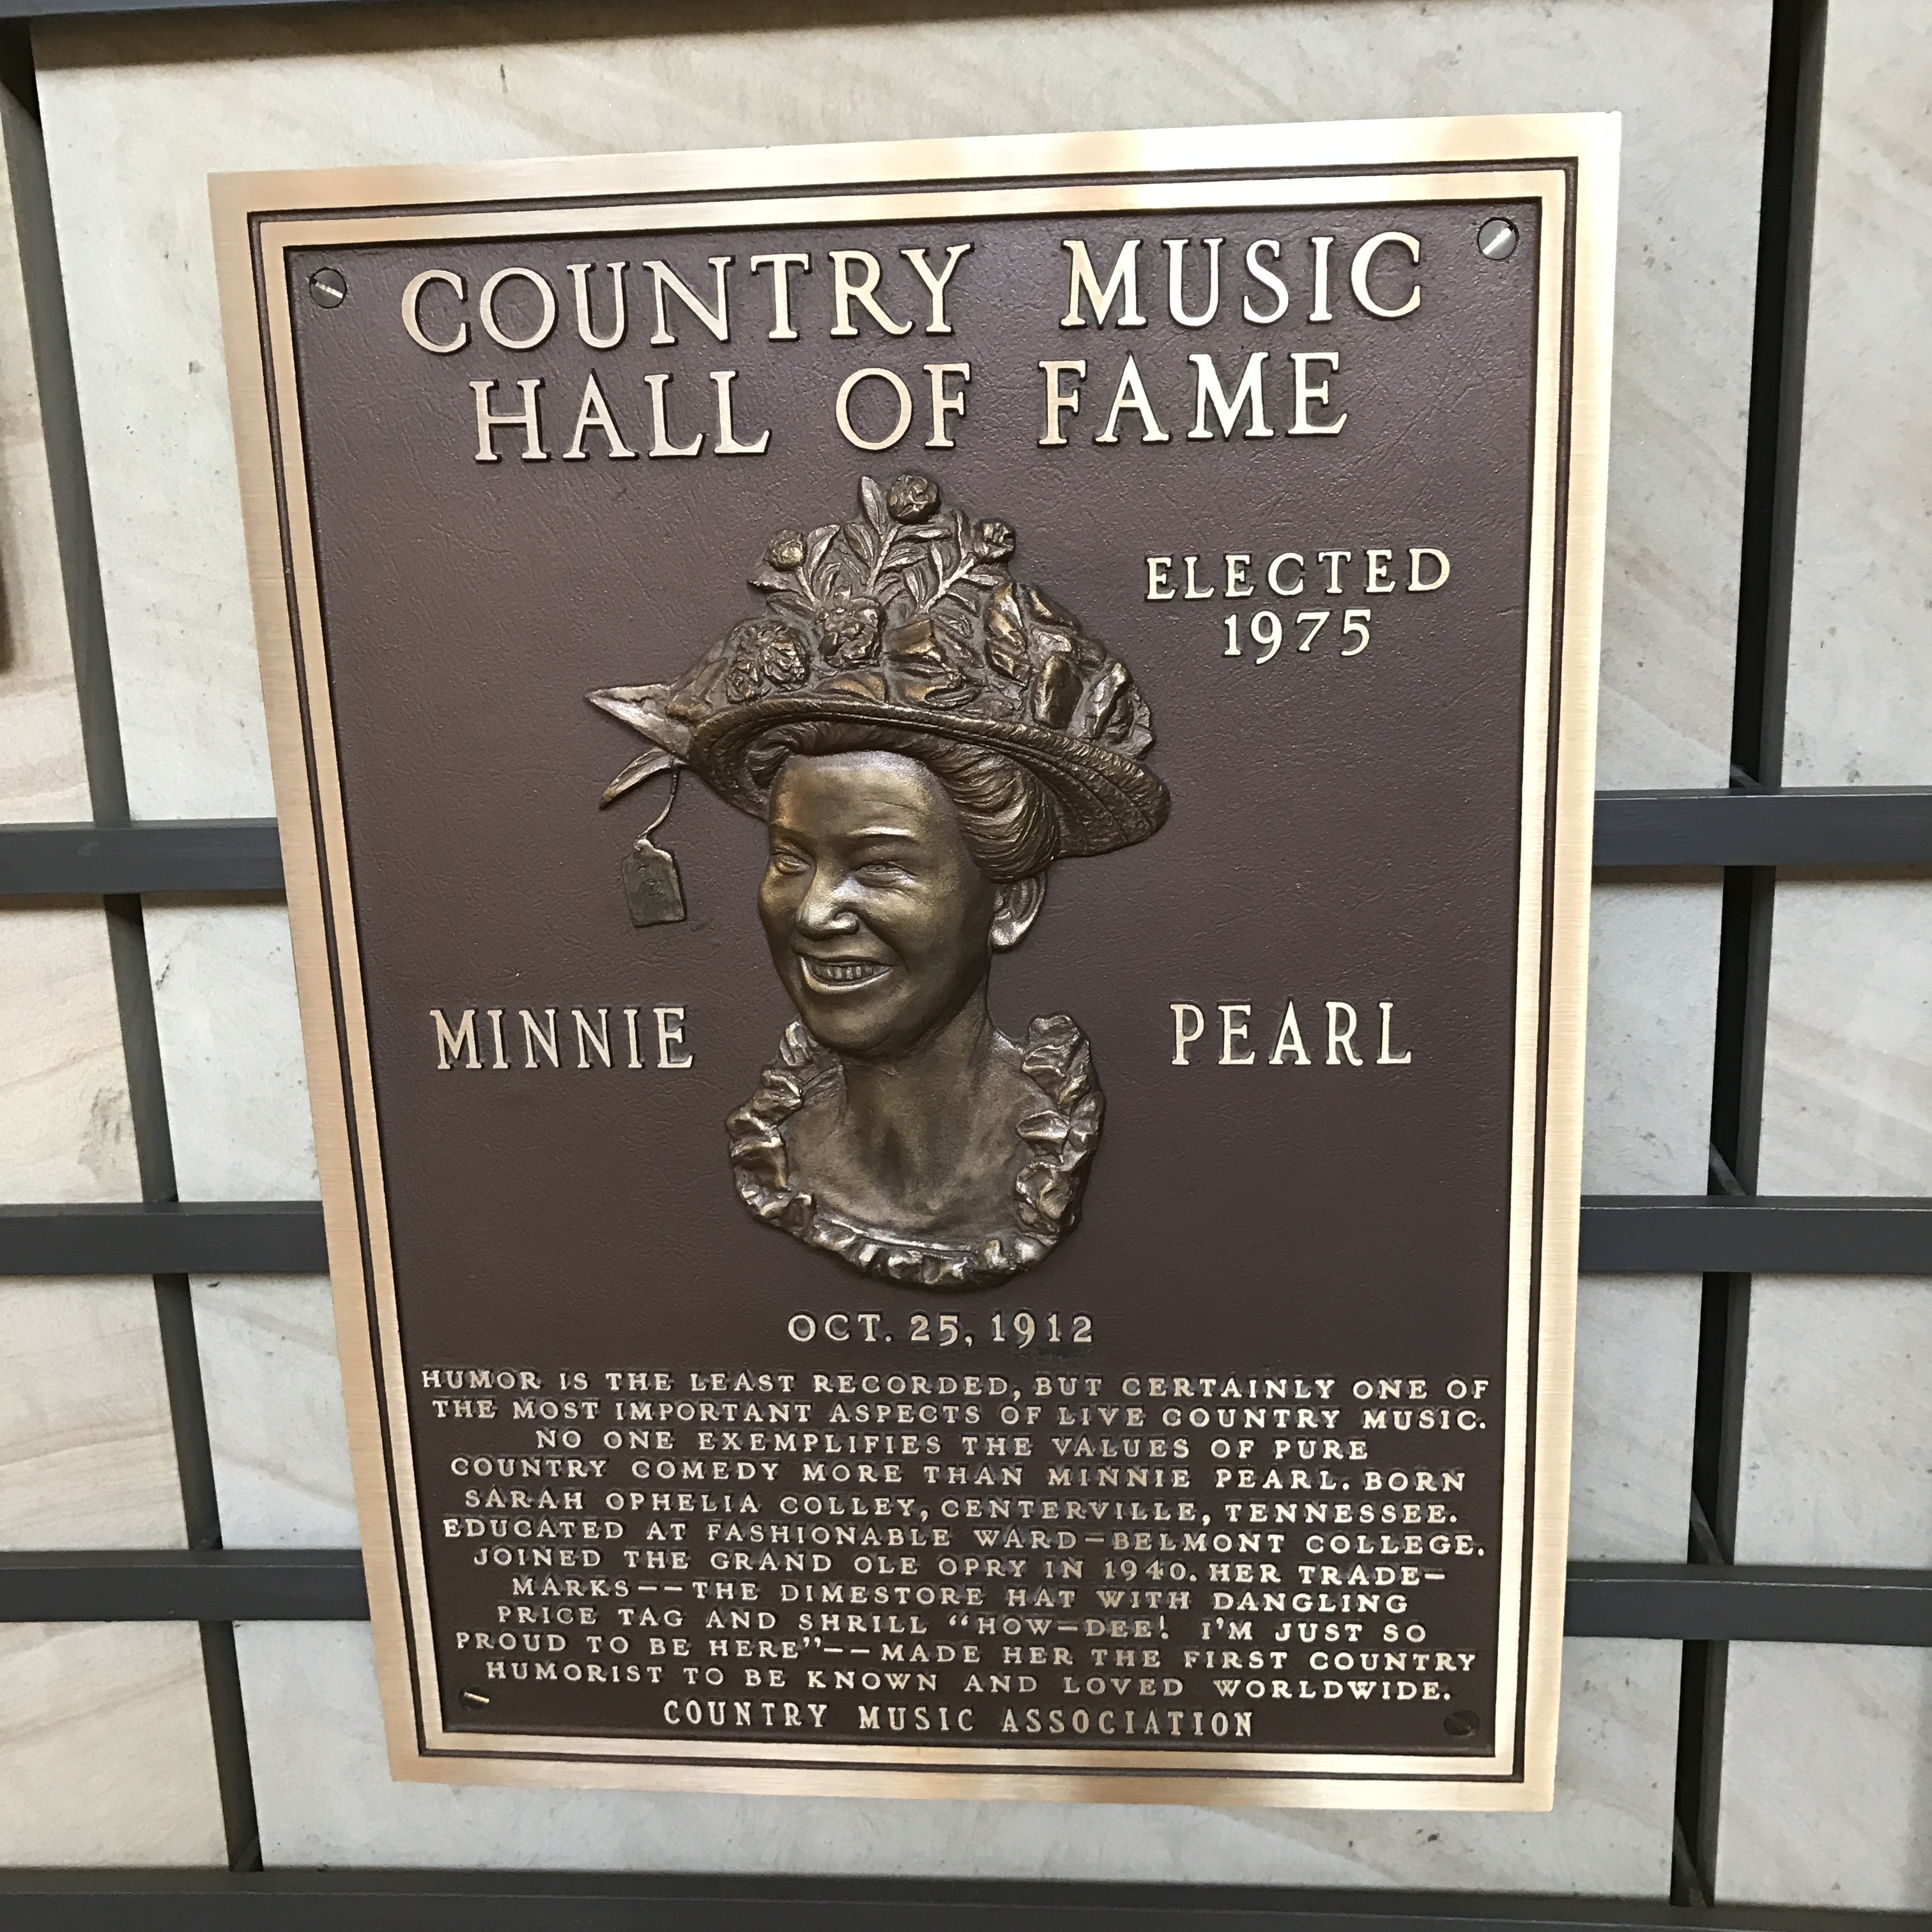 COUNTRY MUSIC
HALL OF FAME
ELECTED
1975
MINNIE PEARL
OCT. 25, 1912
HUMOR IS THE LEAST RECORDED, BUT CERTAINLY ONE OF
THE MOST IMPORTANT ASPECTS OF LIVE COUNTRY MUSIC.
NO ONE EXEMPLIFIES THE VALUES OF PURE
COUNTRY COMEDY MORE THAN MINNIE PEARL. BORN
SARAH OPHELIA COLLEY, CENTERVILLE, TENNESSEE.
EDUCATED AT FASHIONABLE WARD-BELMONT COLLEGE.
JOINED THE GRAND OLE OPRY IN 1940. HER TRADE-
MARKS--THE DIMESTORE HAT WITH DANGLING
PRICE TAG AND SHRILL "HOW-DEE! I'M JUST SO
PROUD TO BE HERE"--MADE HER THE FIRST COUNTRY
HUMORIST TO BE KNOWN AND LOVED WORLDWIDE.
COUNTRY MUSIC ASSOCIATION